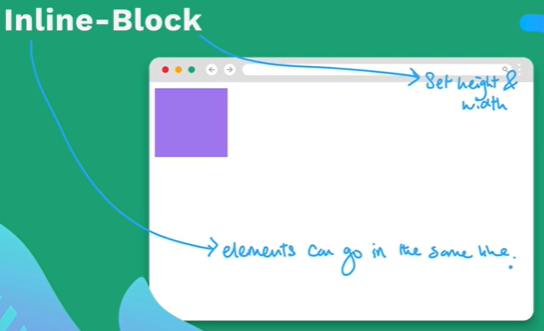 Inline-Block
Set height &
width
elements can go in the same line.